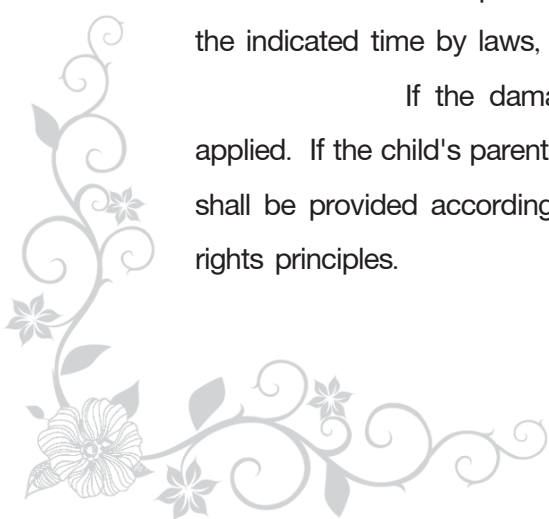 the indicated time by laws,
If the dama
applied. If the child's parent
shall be provided according
rights principles.